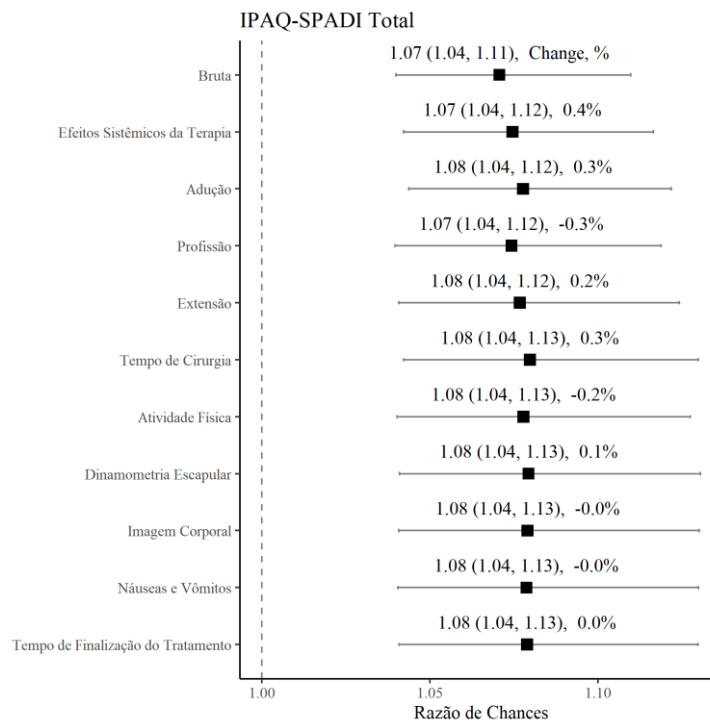 IPAQ-SPADI Total
1.07 (1.04, 1.11),  Change, %
Bruta
1.07 (1.04, 1.12),  0.4%
Efeitos Sistêmicos da Terapia
1.08 (1.04, 1.12),  0.3%
Adução
1.07 (1.04, 1.12),  -0.3%
Profissão
1.08 (1.04, 1.12),  0.2%
Extensão
1.08 (1.04, 1.13),  0.3%
Tempo de Cirurgia
1.08 (1.04, 1.13),  -0.2%
Atividade Física
1.08 (1.04, 1.13),  0.1%
Dinamometria Escapular
1.08 (1.04, 1.13),  -0.0%
Imagem Corporal
1.08 (1.04, 1.13),  -0.0%
Náuseas e Vômitos
1.08 (1.04, 1.13),  0.0%
Tempo de Finalização do Tratamento
1.00 1.05 1.10
Razão de Chances